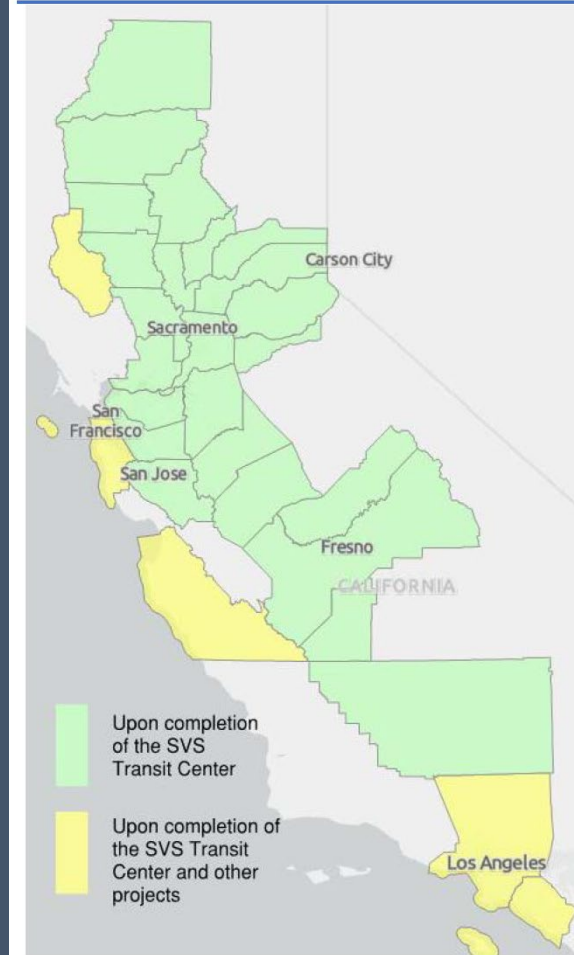 Carson City
Sacramento
San
Francisco
San Jose
Fresno
CALIFORNIA
Upon completion
of the SVS
Transit Center
Upon completion of
the SVS Transit
Center and other
projects
Los Angeles